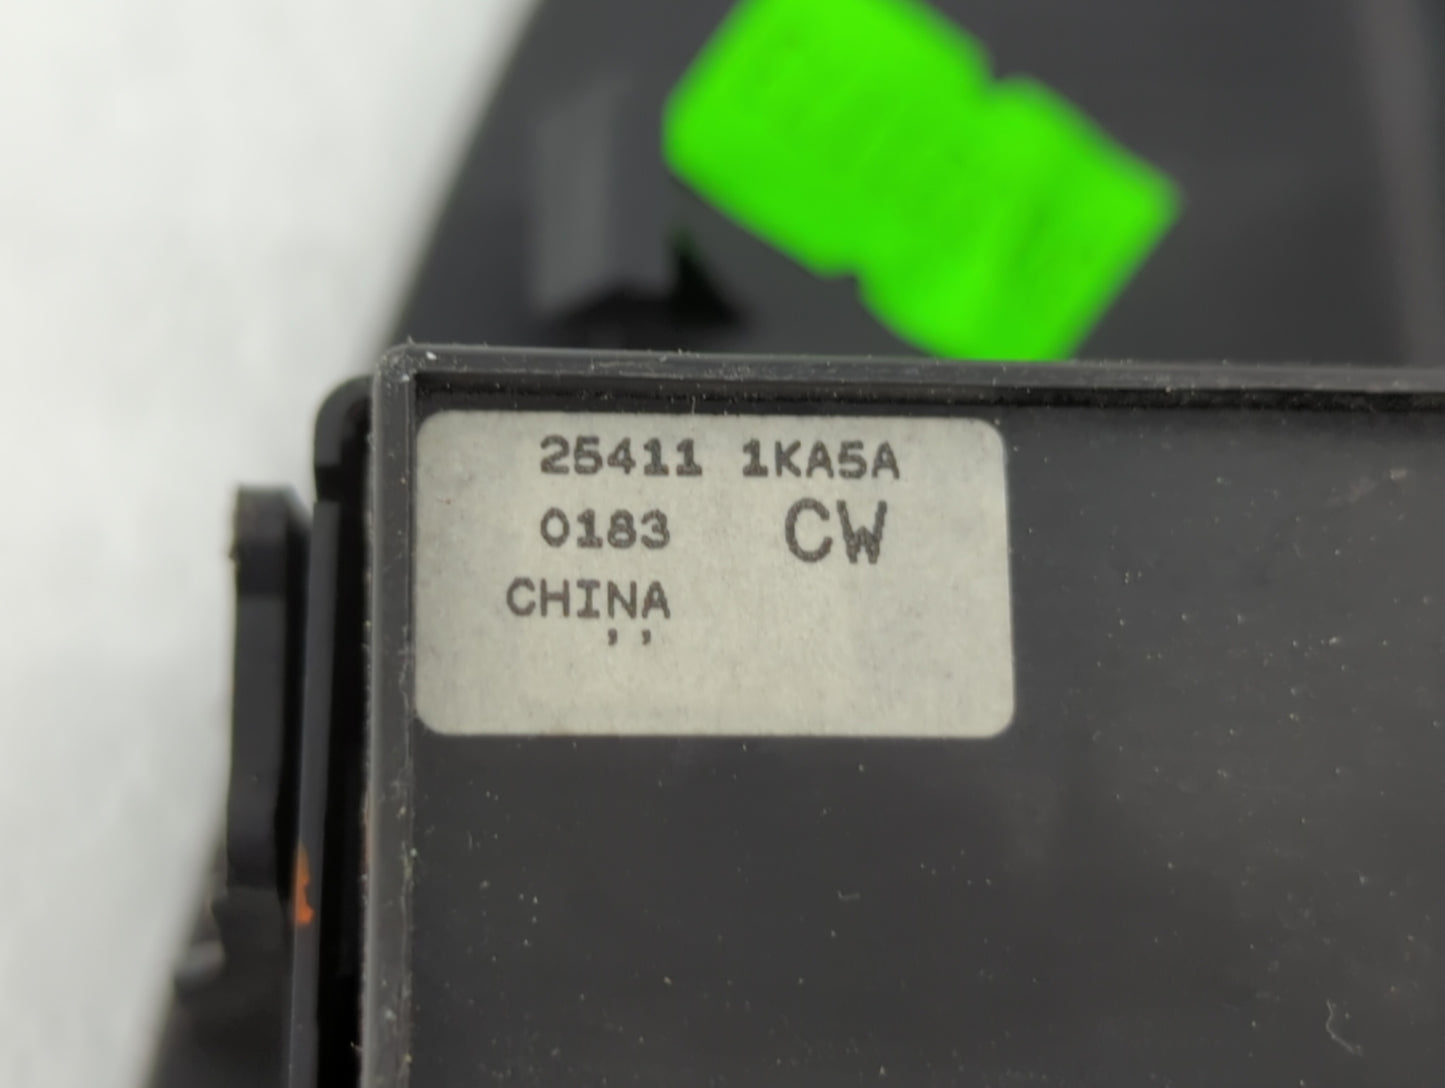 25411 1KA5A
0183 CW
CHINA
, ,